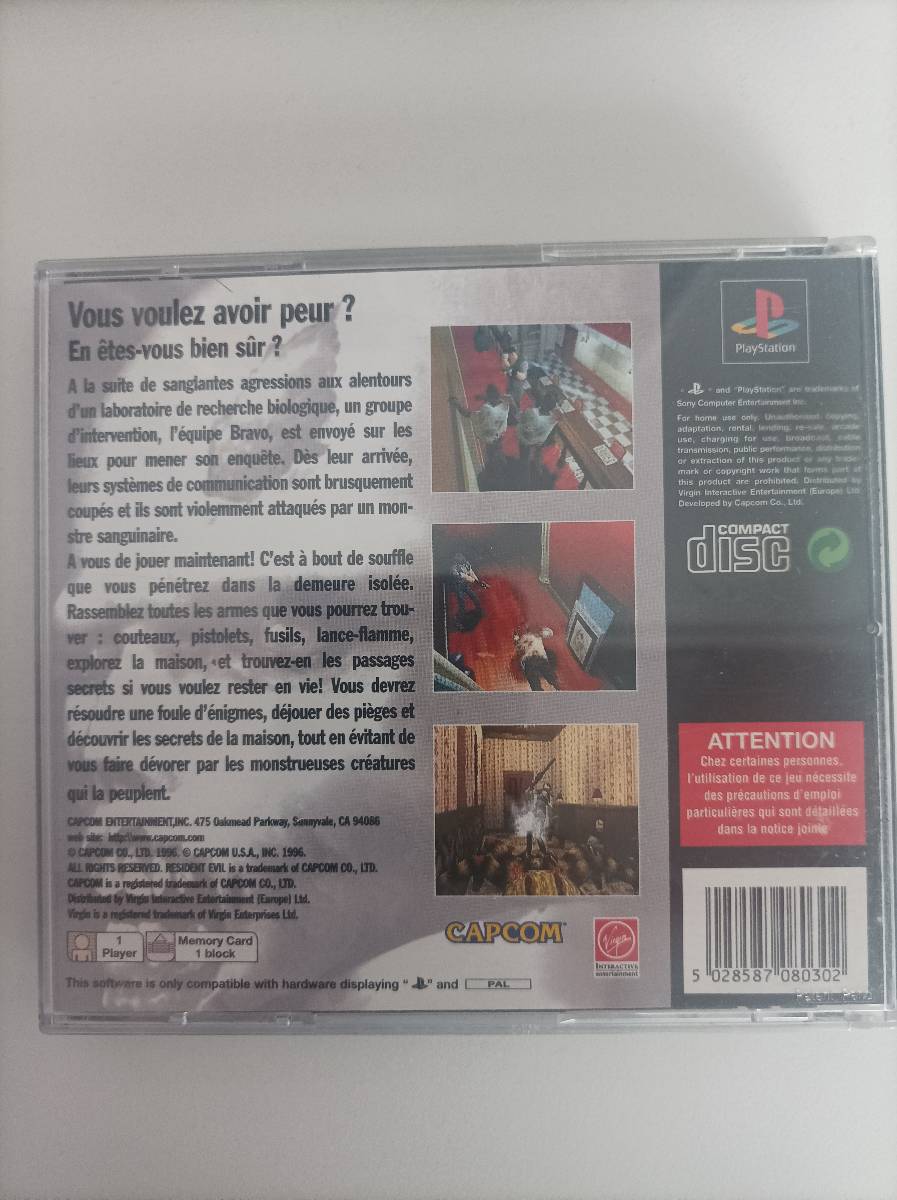 Vous voulez avoir peur ?
En êtes-vous bien sûr ?
A la suite de sanglantes agressions aux alentours
d'un laboratoire de recherche biologique, un groupe
d'intervention, l'équipe Bravo, est envoyé sur les
lieux pour mener son enquête. Dès leur arrivée,
leurs systèmes de communication sont brusquement
coupés et ils sont violemment attaqués par un mon-
stre sanguinaire.
A vous de jouer maintenant! C'est à bout de souffle
que vous pénétrez dans la demeure isolée.
Rassemblez toutes les armes que vous pourrez trou-
ver : couteaux, pistolets, fusils, lance-flamme,
explorez la maison, et trouvez-en les passages
secrets si vous voulez rester en vie! Vous devrez
résoudre une foule d'énigmes, déjouer des pièges et
découvrir les secrets de la maison, tout en évitant de
vous faire dévorer par les monstrueuses créatures
qui la peuplent.
CAPCOM ENTERTAINMENT,INC. 475 Oakmead Parkway, Sunnyvale, CA 94086
web site: http://www.capcom.com
© CAPCOM CO., LTD. 1996. © CAPCOM U.S.A., INC. 1996.
ALL RIGHTS RESERVED. RESIDENT EVIL is a trademark of CAPCOM CO., LTD.
CAPCOM is a registered trademark of CAPCOM CO., LTD.
Distributed by Virgin Interactive Entertainment (Europe) Ltd.
Virgin is a registered trademark of Virgin Enterprises Ltd.
1
Player
Memory Card
1 block
This software is only compatible with hardware displaying " " and PAL
CAPCOM
Virgin
INTERACTIVE
entertainment
PlayStation
" " and "PlayStation" are trademarks of
Sony Computer Entertainment Inc.
For home use only. Unauthorised copying,
adaptation, rental, lending, re-sale, arcade
use, charging for use, broadcast, cable
transmission, public performance, distribution
or extraction of this product or any trade-
mark or copyright work that forms part of
this product are prohibited. Distributed by
Virgin Interactive Entertainment (Europe) Ltd.
Developed by Capcom Co., Ltd.
COMPACT
disc
ATTENTION
Chez certaines personnes,
l'utilisation de ce jeu nécessite
des précautions d'emploi
particulières qui sont détaillées
dans la notice jointe
5 028587 080302